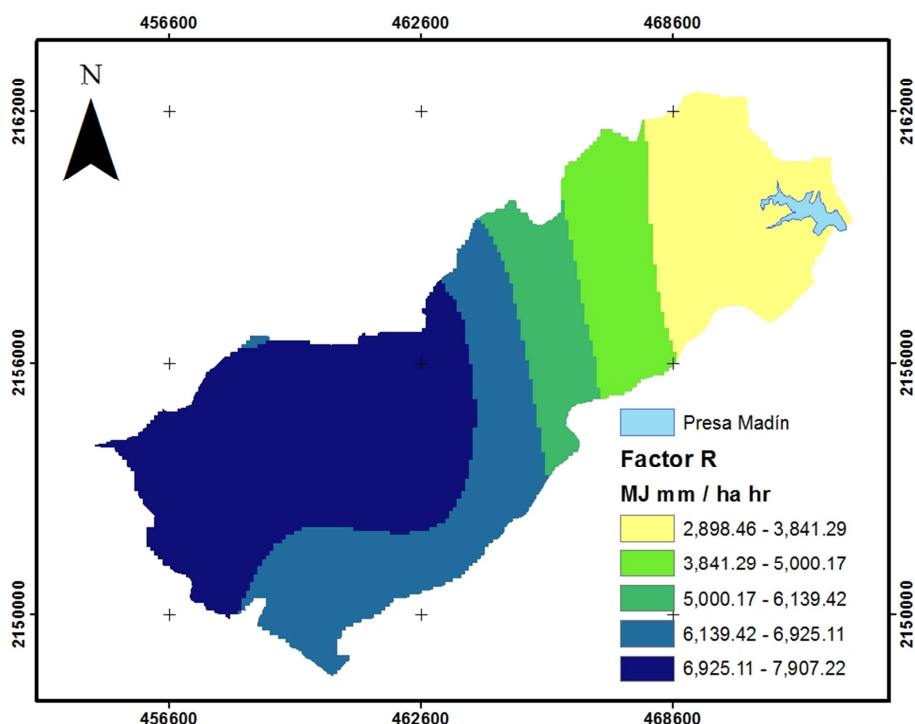 456600 462600 468600
N
2162000 2162000
2156000 2156000
2150000 2150000
Presa Madín
Factor R
MJ mm / ha hr
2,898.46 - 3,841.29
3,841.29 - 5,000.17
5,000.17 - 6,139.42
6,139.42 - 6,925.11
6,925.11 - 7,907.22
456600 462600 468600